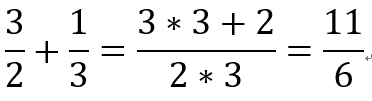 3/2 + 1/3 = (3 * 3 + 2)/(2 * 3) = 11/6↵